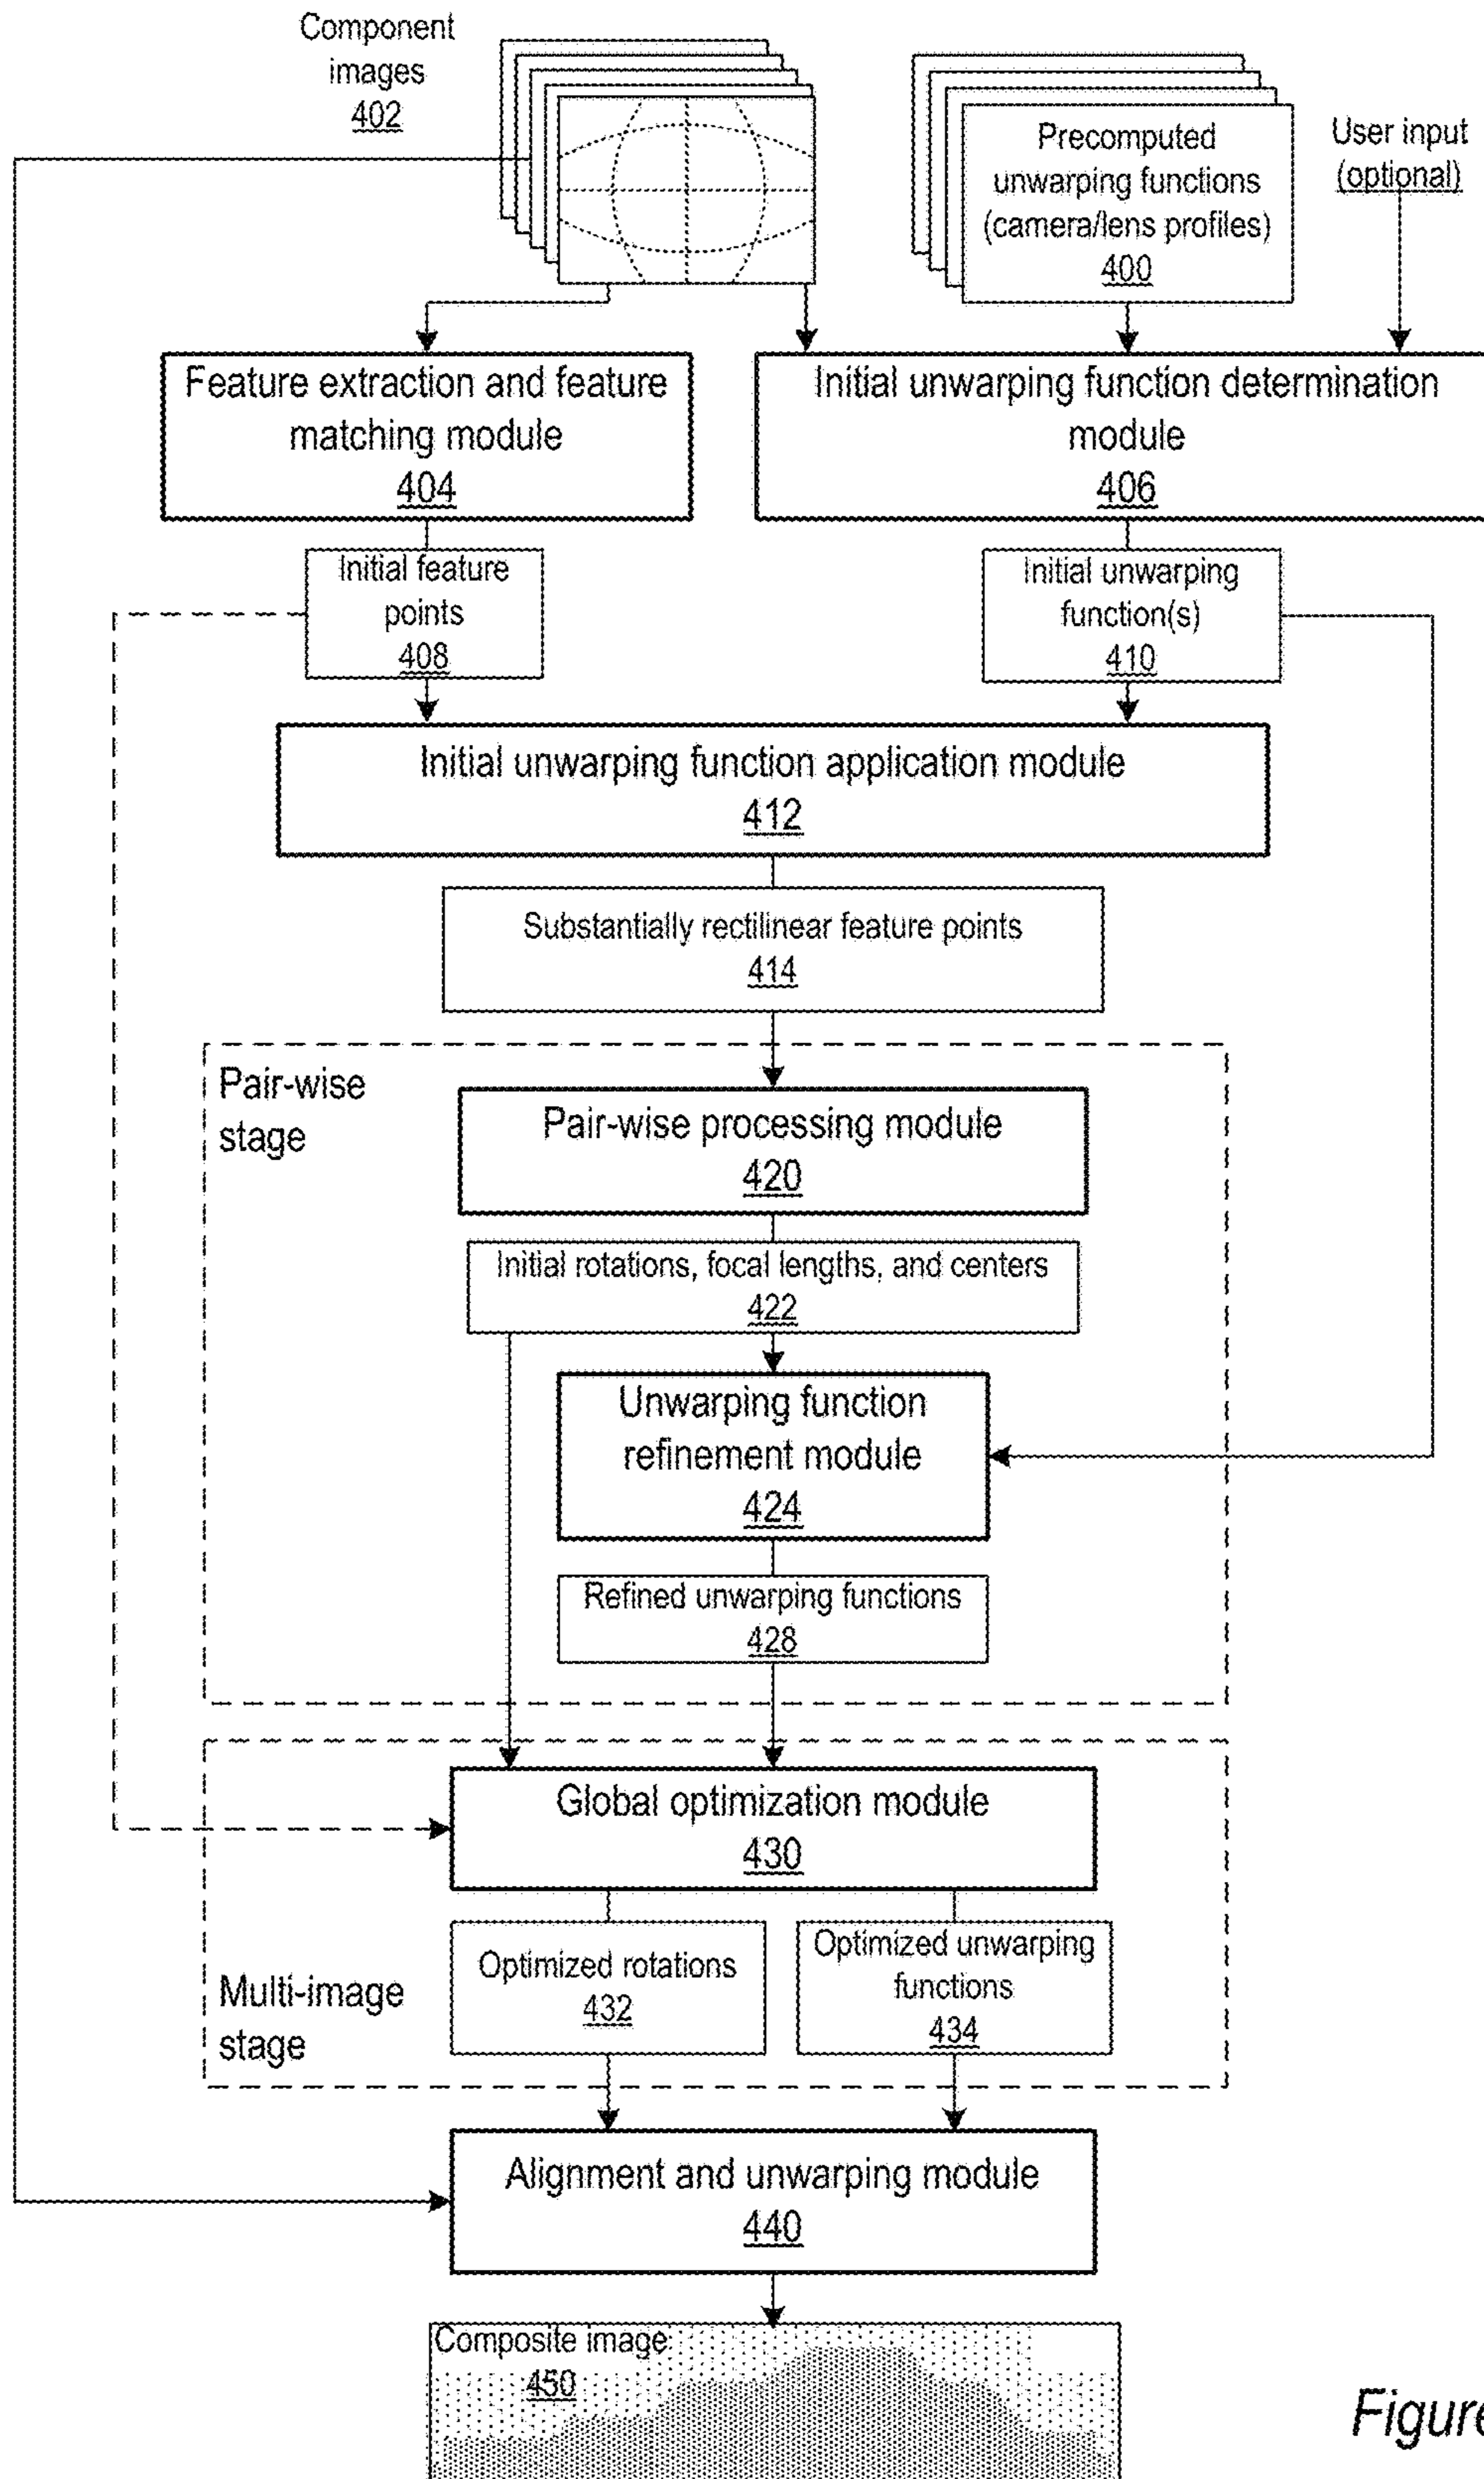 Component
images
402
Precomputed
unwarping functions
(camera/lens profiles)
400
User input
(optional)
Feature extraction and feature
matching module
404
Initial unwarping function determination
module
406
Initial feature
points
408
Initial unwarping
function(s)
410
Initial unwarping function application module
412
Substantially rectilinear feature points
414
Pair-wise
stage
Pair-wise processing module
420
Initial rotations, focal lengths, and centers
422
Unwarping function
refinement module
424
Refined unwarping functions
428
Global optimization module
430
Optimized rotations
432
Optimized unwarping
functions
434
Multi-image
stage
Alignment and unwarping module
440
Composite image
450
Figure